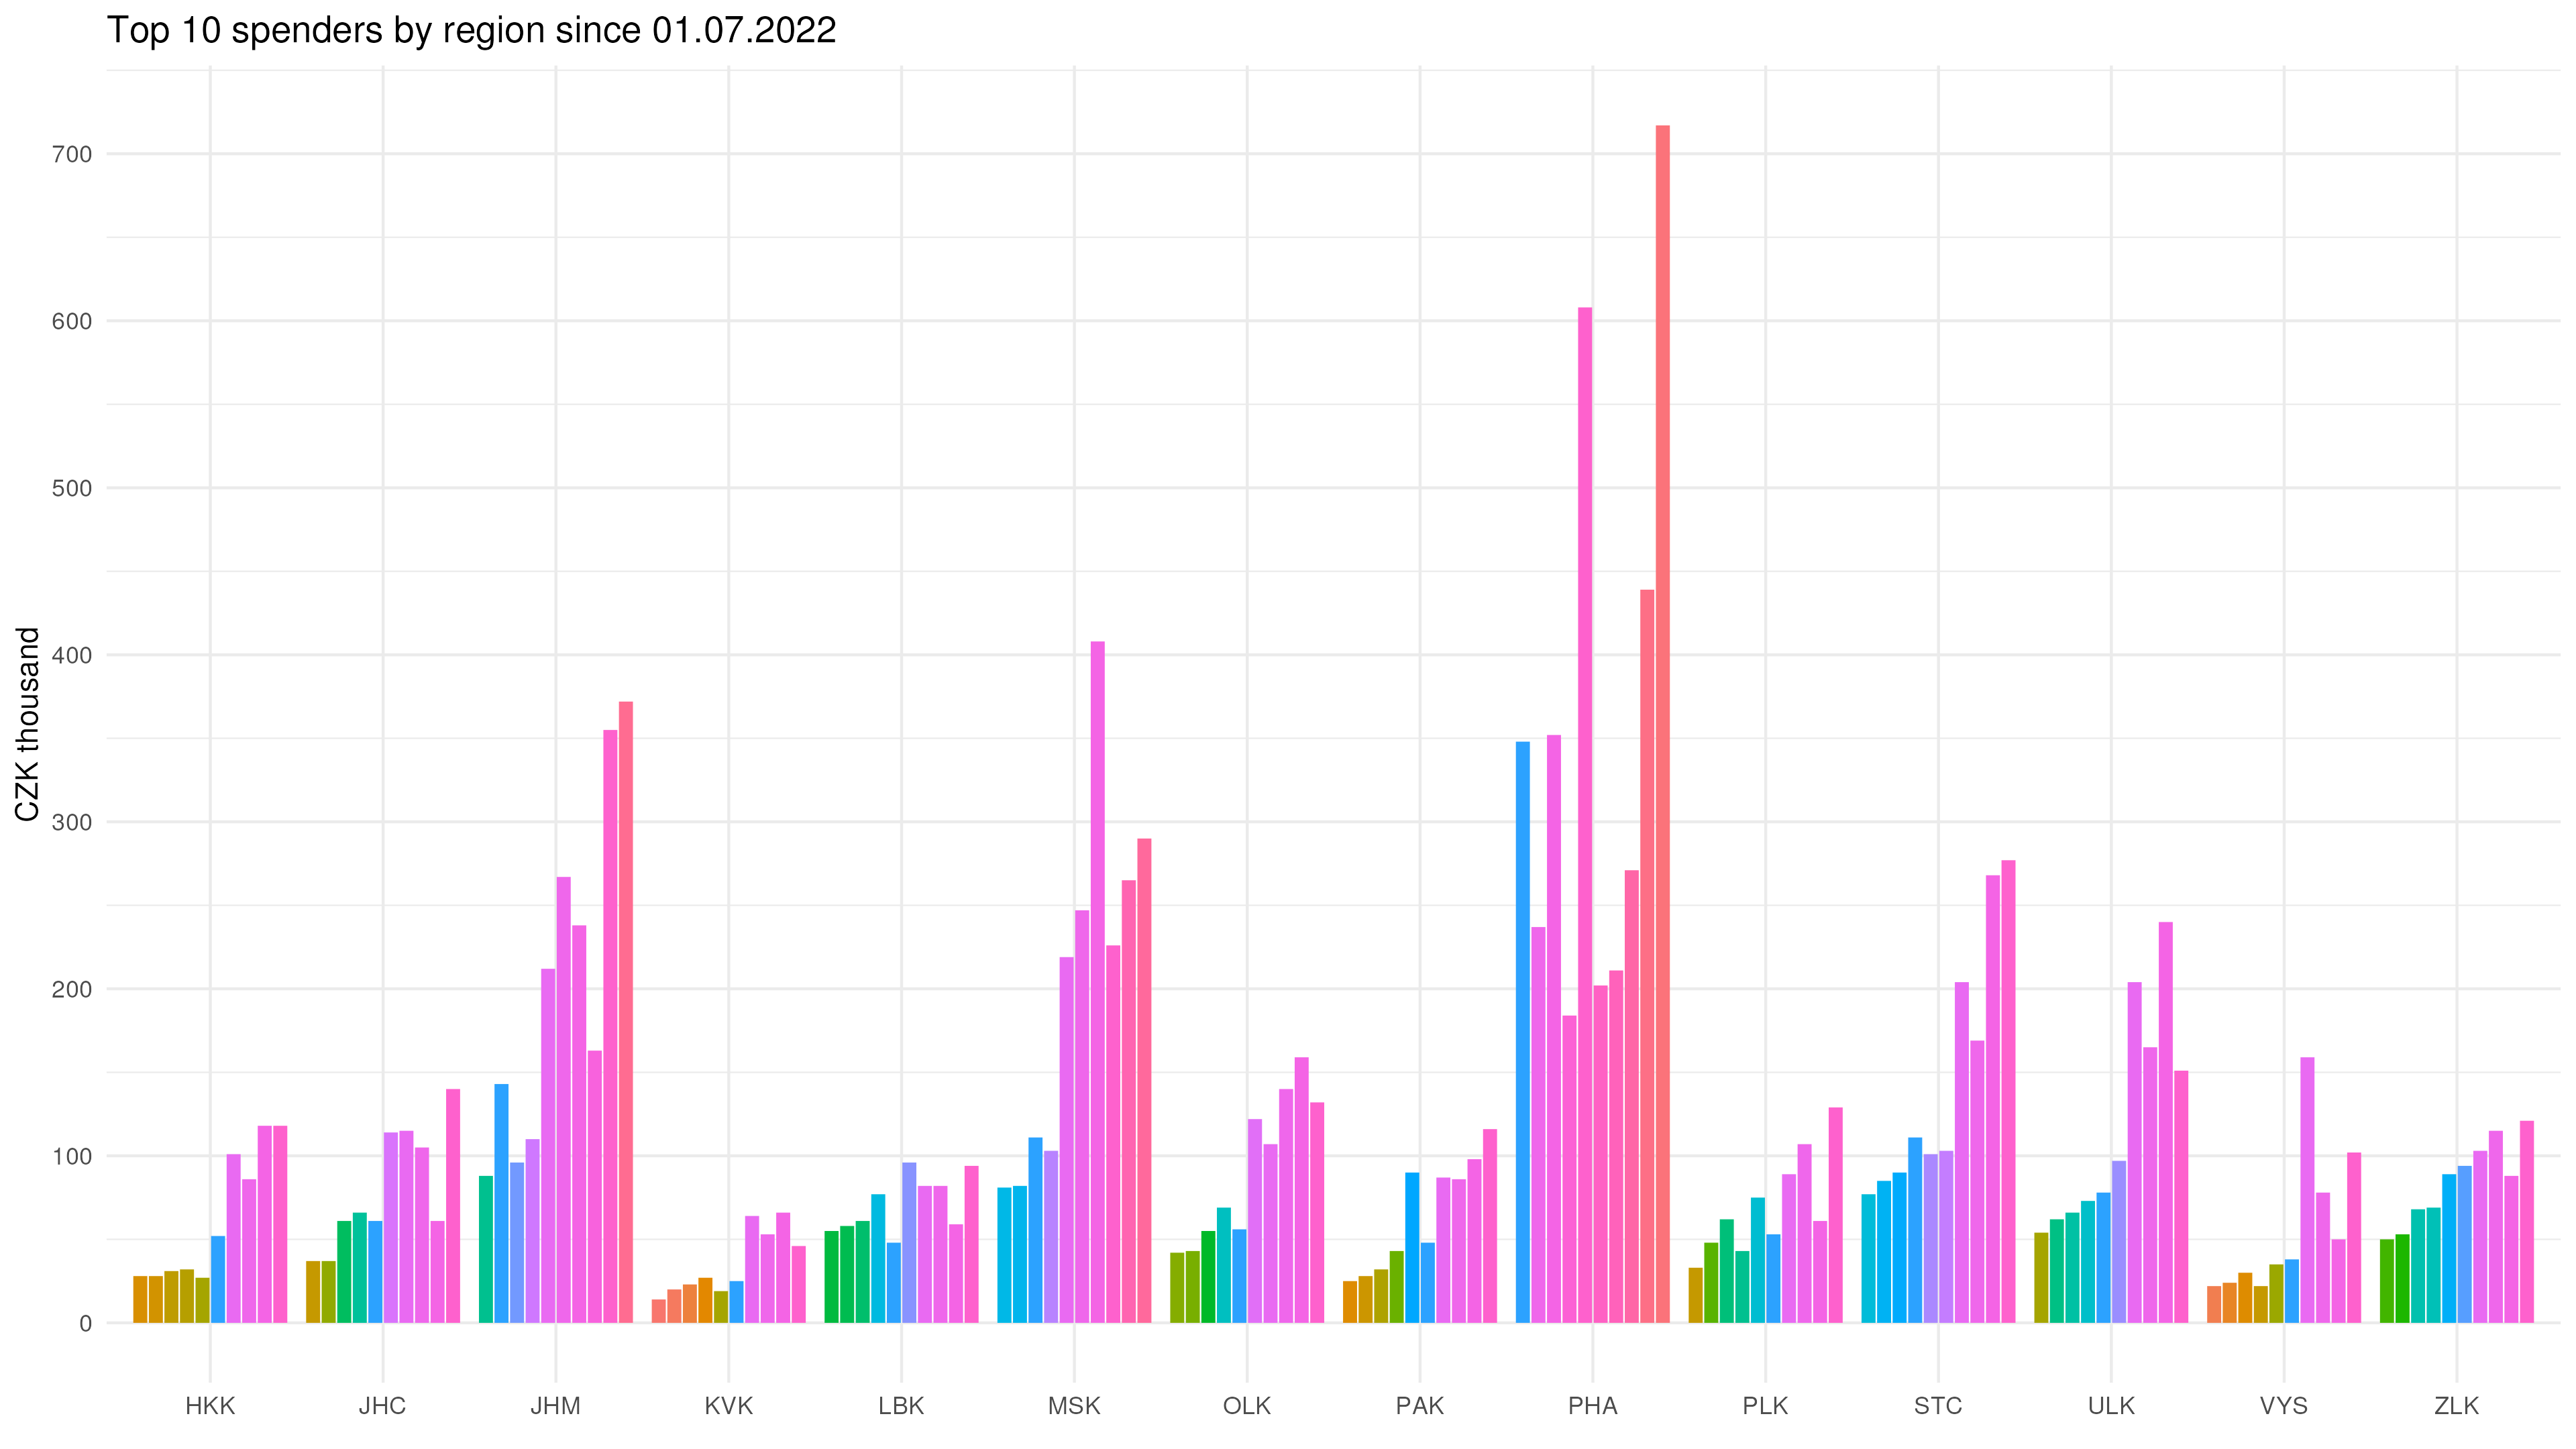 Top 10 spenders by region since 01.07.2022
CZK thousand
700
600
500
400
300
200
100
0
HKK JHC JHM KVK LBK MSK OLK PAK PHA PLK STC ULK VYS ZLK